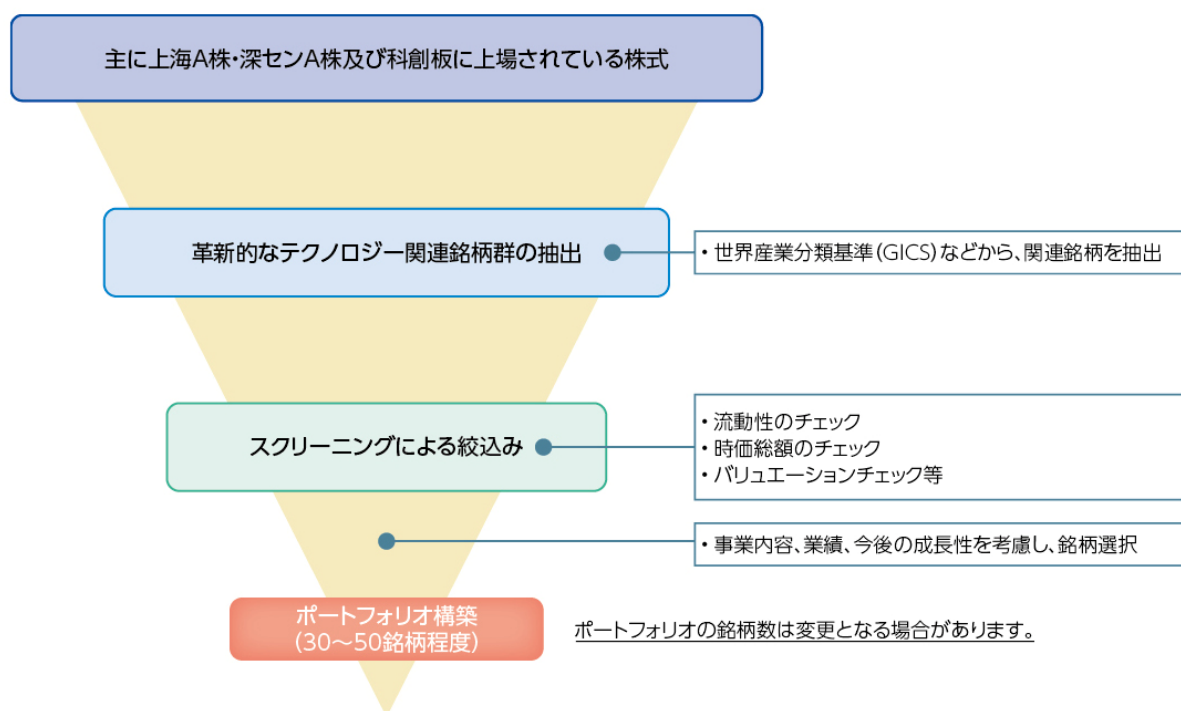 主に上海A株・深センA株及び科創板に上場されている株式
革新的なテクノロジー関連銘柄群の抽出
・世界産業分類基準(GICS)などから、関連銘柄を抽出
スクリーニングによる絞込み
・流動性のチェック
・時価総額のチェック
・バリュエーションチェック等
・事業内容、業績、今後の成長性を考慮し、銘柄選択
ポートフォリオ構築
(30〜50銘柄程度)
ポートフォリオの銘柄数は変更となる場合があります。